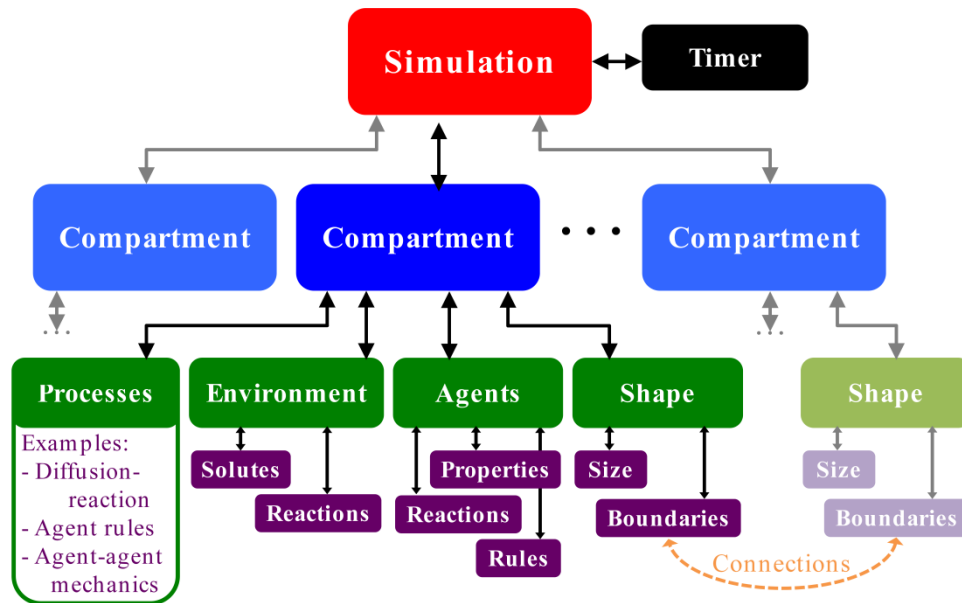 Simulation
Timer
Compartment
Compartment
• • •
Compartment
...
...
Processes
Environment
Agents
Shape
Shape
Examples:
- Diffusion-
reaction
- Agent rules
- Agent-agent
mechanics
Solutes
Reactions
Properties
Reactions
Rules
Size
Boundaries
Size
Boundaries
Connections